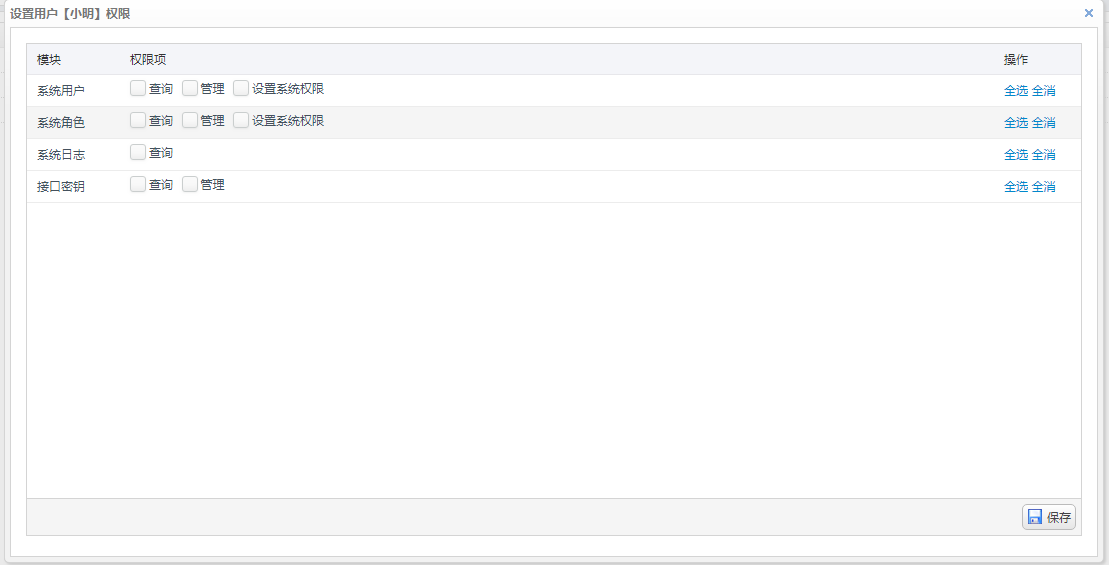 设置用户【小明】权限
模块 权限项 操作
系统用户 查询 管理 设置系统权限 全选 全消
系统角色 查询 管理 设置系统权限 全选 全消
系统日志 查询 全选 全消
接口密钥 查询 管理 全选 全消
保存